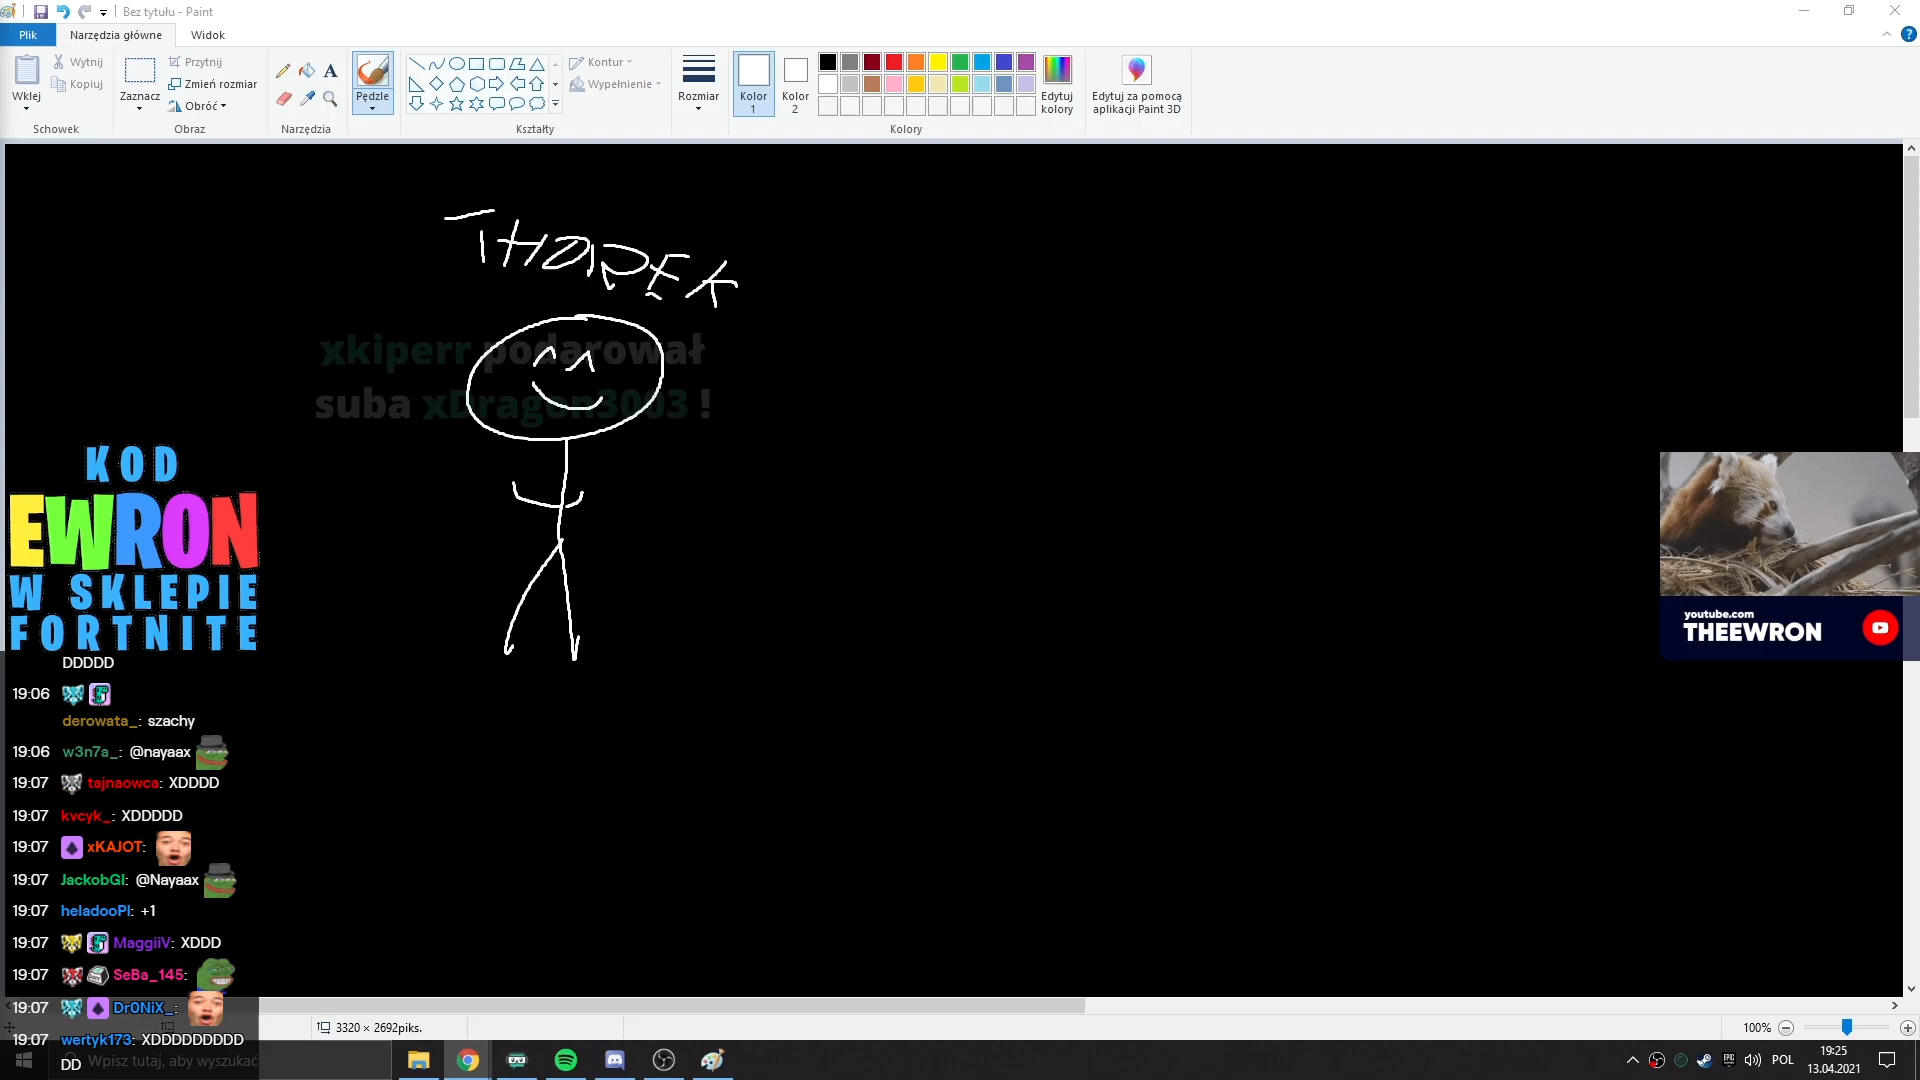 Bez tytułu - Paint
Plik Narzędzia główne Widok
Wklej
Wytnij
Kopiuj
Schowek
Zaznacz
Przytnij
Zmień rozmiar
Obróć
Obraz
A
Narzędzia
Pędzle
Kontur
Wypełnienie
Kształty
Rozmiar
Kolor
1
Kolor
2
Kolory
Edytuj
kolory
Edytuj za pomocą
aplikacji Paint 3D
THOREK
xkiperr podarował
suba xDragen3003 !
KOD
EWRON
W SKLEPIE
FORTNITE
youtube.com
THEEWRON
DDDDD
19:06
derowata_: szachy
19:06 w3n7a_: @nayaax
19:07 tajnaowca: XDDDD
19:07 kvcyk_: XDDDDD
19:07 xKAJOT:
19:07 JackobGl: @Nayaax
19:07 heladooPl: +1
19:07 MaggiiV: XDDD
19:07 SeBa_145:
19:07 Dr0NiX_:
19:07 wertyk173: XDDDDDDDDDD
DD
3320 × 2692piks.
100%
Wpisz tutaj, aby wyszukać
POL
19:25
13.04.2021